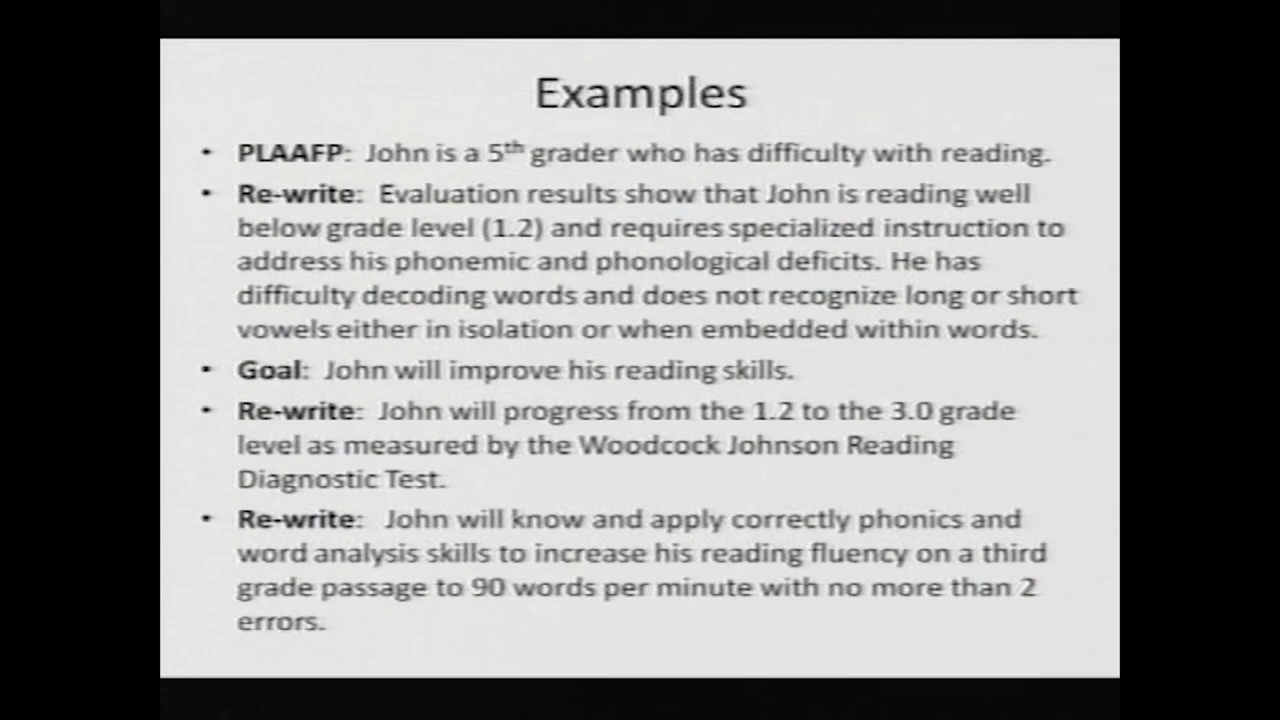 Examples
• PLAAFP: John is a 5th grader who has difficulty with reading.
• Re-write: Evaluation results show that John is reading well
below grade level (1.2) and requires specialized instruction to
address his phonemic and phonological deficits. He has
difficulty decoding words and does not recognize long or short
vowels either in isolation or when embedded within words.
• Goal: John will improve his reading skills.
• Re-write: John will progress from the 1.2 to the 3.0 grade
level as measured by the Woodcock Johnson Reading
Diagnostic Test.
• Re-write: John will know and apply correctly phonics and
word analysis skills to increase his reading fluency on a third
grade passage to 90 words per minute with no more than 2
errors.